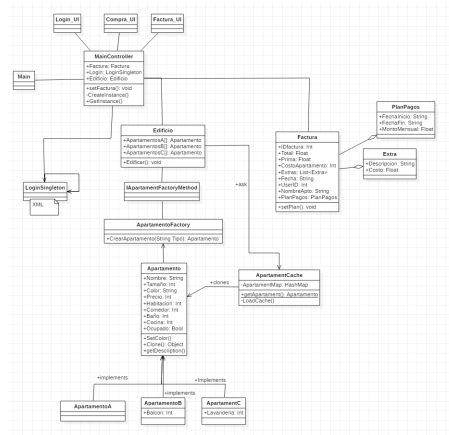 Login_UI
Compra_UI
Factura_UI
MainController
+Factura: Factura
+Login: LoginSingleton
+Edificio: Edificio
+setFactura(): void
-CreateInstance()
+GetInstance()
Main
PlanPagos
+FechaInicio: String
+FechaFin: String
+MontoMensual: Float
Edificio
+ApartamentosA[]: Apartamento
+ApartamentosB[]: Apartamento
+ApartamentosC[]: Apartamento
+Edificar(): void
Factura
+IDfactura: Int
+Total: Float
+Prima: Float
+CostoApartamento: Int
+Extras: List<Extra>
+Fecha: String
+UserID: Int
+NombreApto: String
+PlanPagos: PlanPagos
+setPlan(): void
Extra
+Descripcion: String
+Costo: Float
LoginSingleton
XML
IApartamentFactoryMethod
+ask
ApartamentoFactory
+CrearApartamento(String Tipo): Apartamento
Apartamento
+Nombre: String
+Tamaño: Int
+Color: String
+Precio: Int
+Habitacion: Int
+Comedor: Int
+Baño: Int
+Cocina: Int
+Ocupado: Bool
+SetColor()
+Clone(): Object
+getDescription()
+clones
ApartamentCache
-ApartmentMap: HashMap
+getApartament(): Apartamento
-LoadCache()
+implements
+implements
+implements
ApartamentoA
ApartamentoB
+Balcon: Int
ApartamentC
+Lavanderia: Int